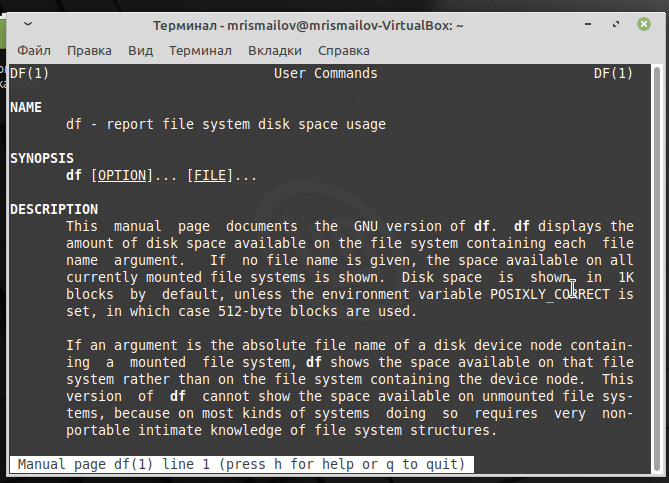 Терминал - mrismailov@mrismailov-VirtualBox: ~
Файл Правка Вид Терминал Вкладки Справка
DF(1) User Commands DF(1)
NAME
df - report file system disk space usage
SYNOPSIS
df [OPTION]... [FILE]...
DESCRIPTION
This manual page documents the GNU version of df. df displays the
amount of disk space available on the file system containing each file
name argument. If no file name is given, the space available on all
currently mounted file systems is shown. Disk space is shown in 1K
blocks by default, unless the environment variable POSIXLY_CORRECT is
set, in which case 512-byte blocks are used.
If an argument is the absolute file name of a disk device node contain-
ing a mounted file system, df shows the space available on that file
system rather than on the file system containing the device node. This
version of df cannot show the space available on unmounted file sys-
tems, because on most kinds of systems doing so requires very non-
portable intimate knowledge of file system structures.
Manual page df(1) line 1 (press h for help or q to quit)